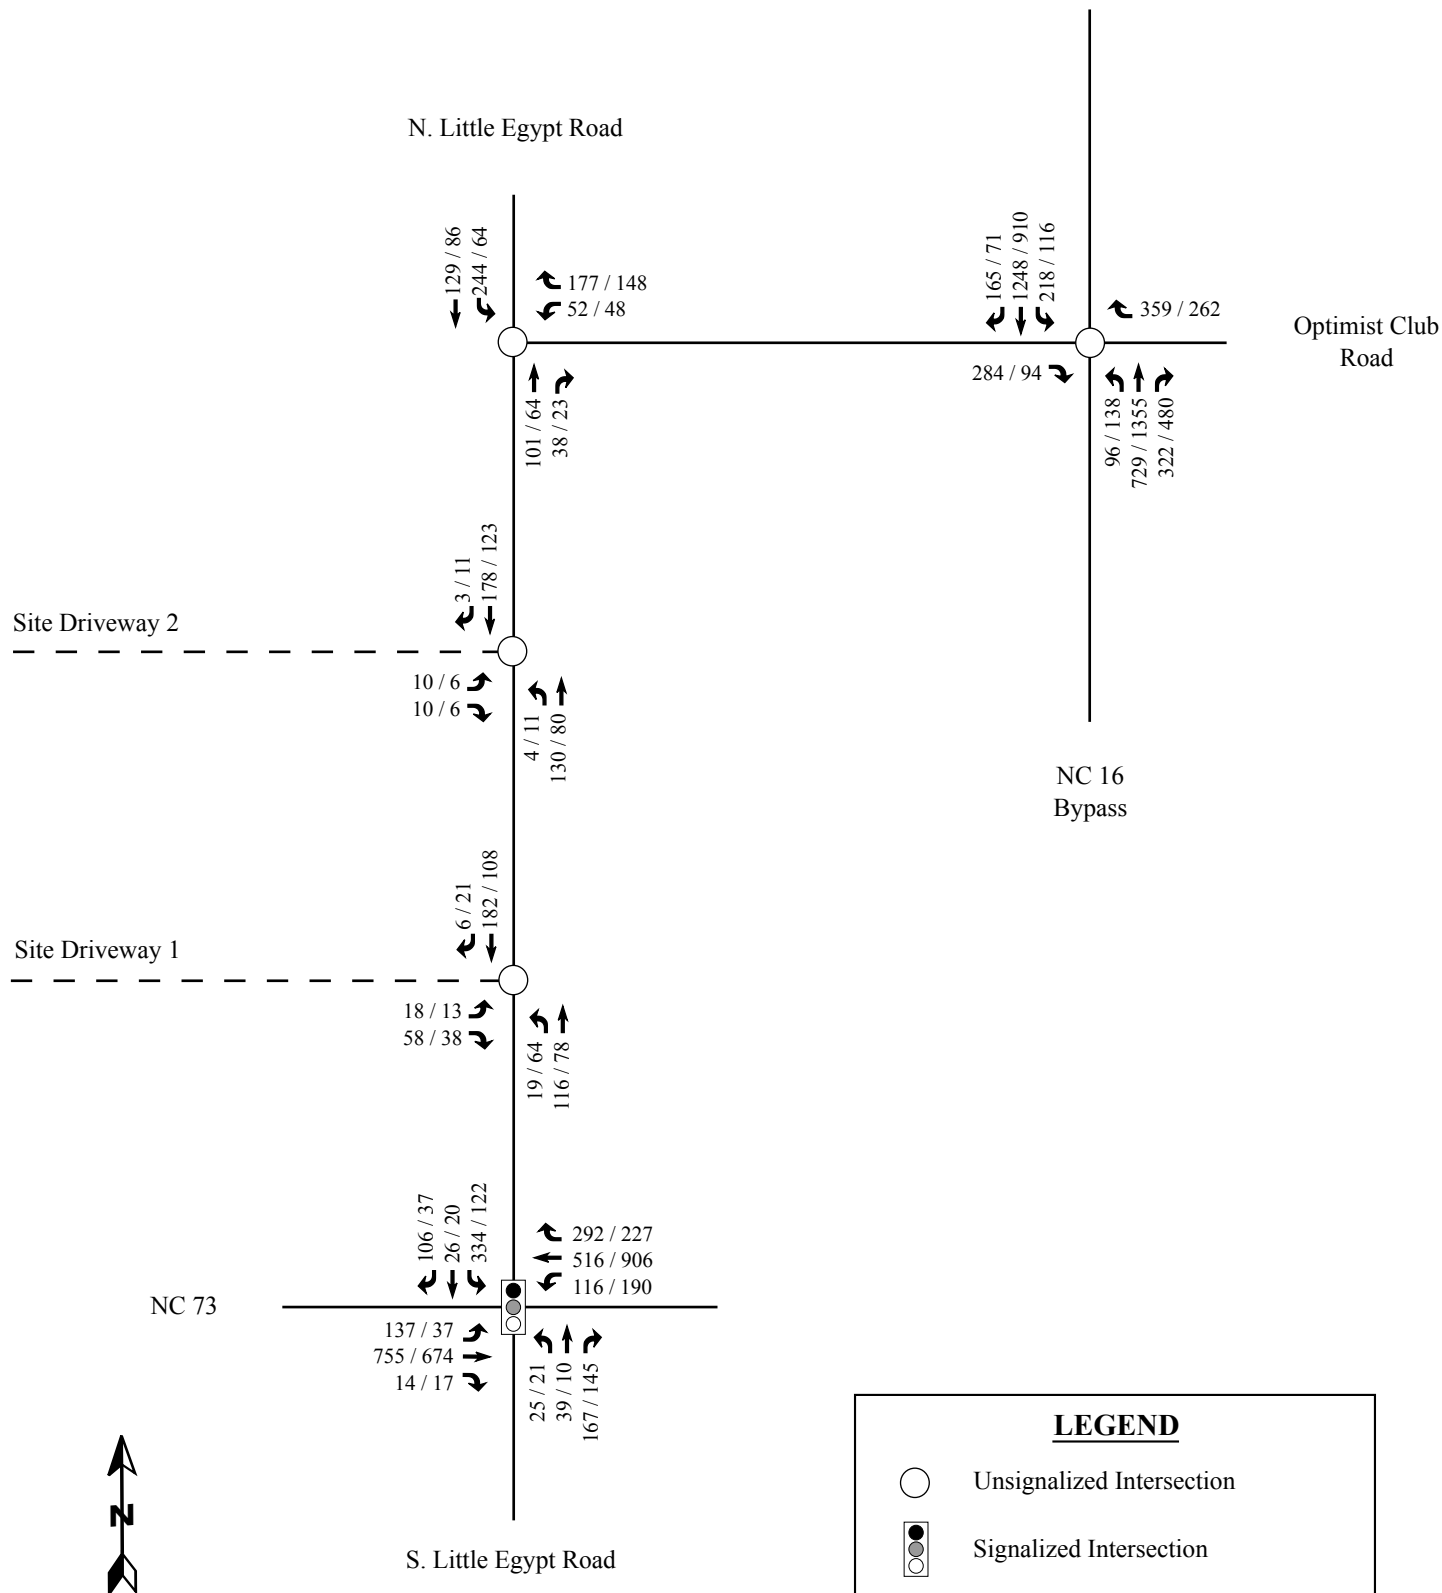 N. Little Egypt Road
129 / 86
244 / 64
177 / 148
52 / 48
101 / 64
38 / 23
165 / 71
1248 / 910
218 / 116
359 / 262
284 / 94
96 / 138
729 / 1355
322 / 480
Optimist Club
Road
NC 16
Bypass
3 / 11
178 / 123
Site Driveway 2
10 / 6
10 / 6
4 / 11
130 / 80
6 / 21
182 / 108
Site Driveway 1
18 / 13
58 / 38
19 / 64
116 / 78
106 / 37
26 / 20
334 / 122
292 / 227
516 / 906
116 / 190
NC 73
137 / 37
755 / 674
14 / 17
25 / 21
39 / 10
167 / 145
N
S. Little Egypt Road
LEGEND
Unsignalized Intersection
Signalized Intersection